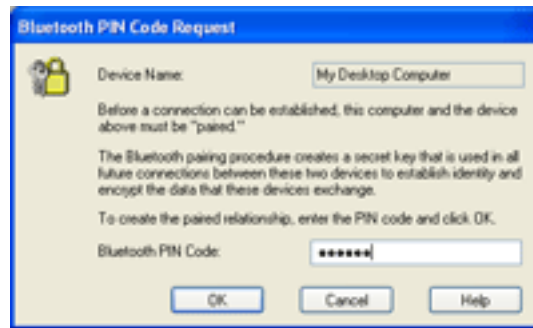 Bluetooth PIN Code Request
Device Name: My Desktop Computer
Before a connection can be established, this computer and the device
above must be "paired."
The Bluetooth pairing procedure creates a secret key that is used in all
future connections between these two devices to establish identity and
encrypt the data that these devices exchange.
To create the paired relationship, enter the PIN code and click OK.
Bluetooth PIN Code: ●●●●●●
OK Cancel Help